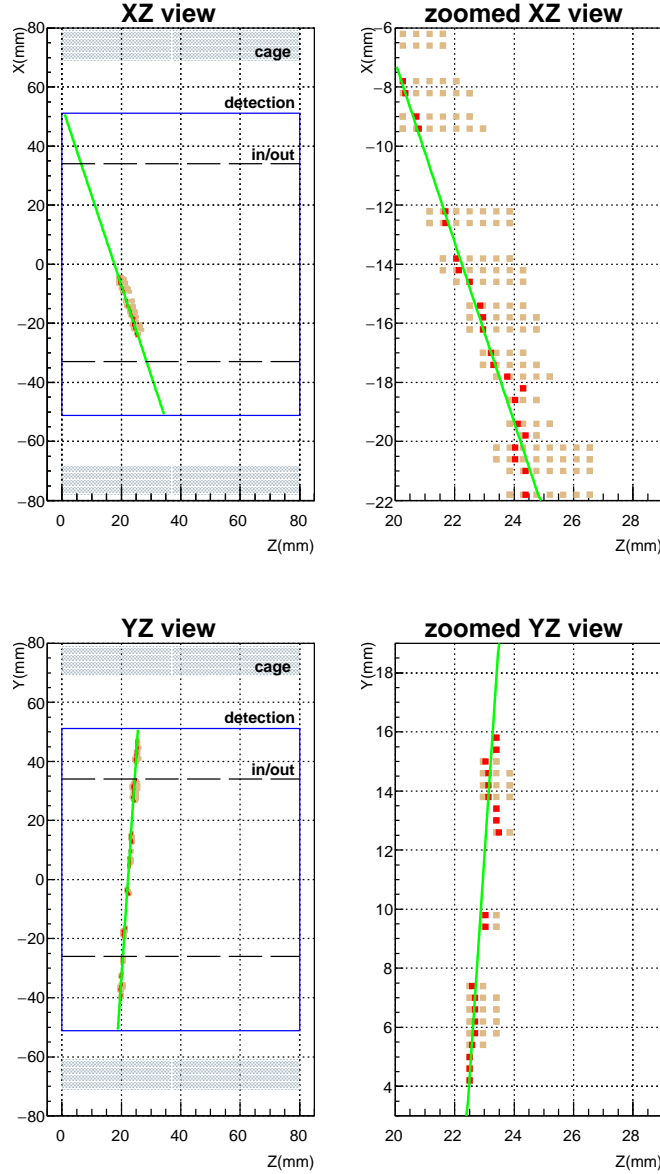 XZ view
X(mm)
80
60
40
20
0
−20
−40
−60
−80
cage
detection
in/out
0 20 40 60 80
Z(mm)
zoomed XZ view
X(mm)
−6
−8
−10
−12
−14
−16
−18
−20
−22
20 22 24 26 28
Z(mm)
YZ view
Y(mm)
80
60
40
20
0
−20
−40
−60
−80
cage
detection
in/out
0 20 40 60 80
Z(mm)
zoomed YZ view
Y(mm)
18
16
14
12
10
8
6
4
20 22 24 26 28
Z(mm)